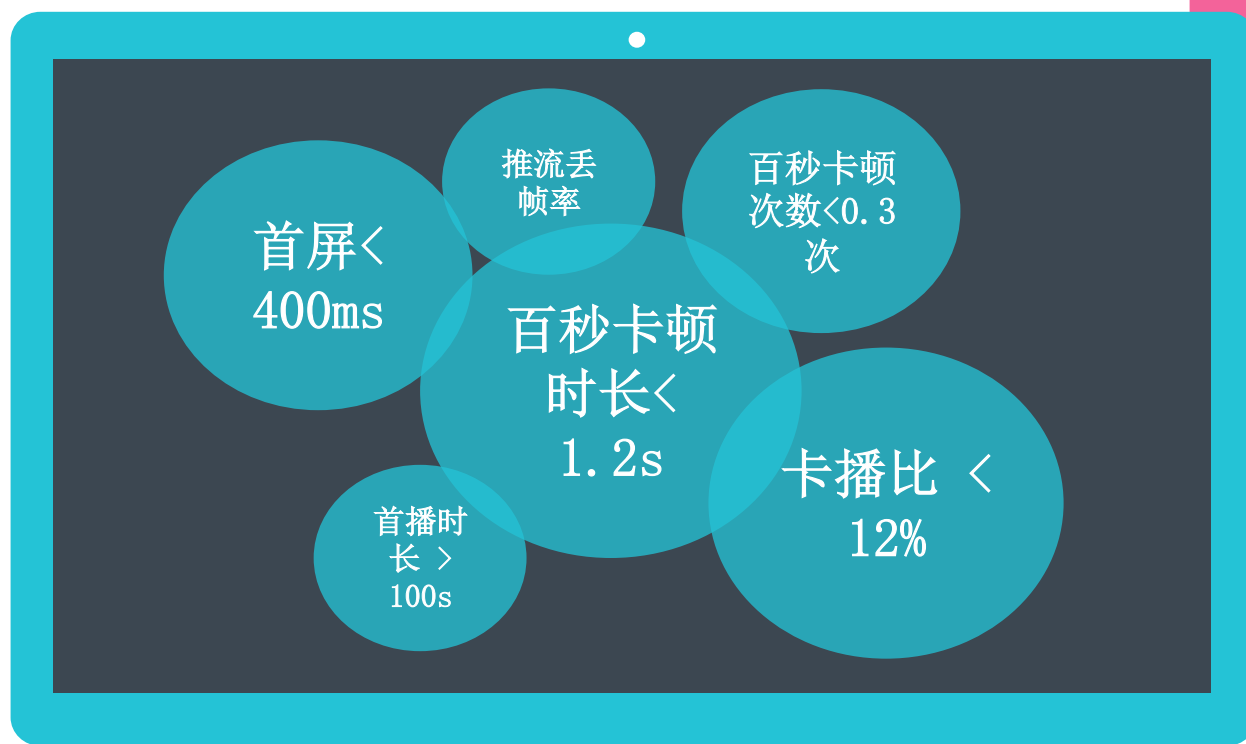 推流丢
帧率
百秒卡顿
次数<0.3
次
首屏<
400ms
百秒卡顿
时长<
1.2s
卡播比 <
12%
首播时
长 >
100s